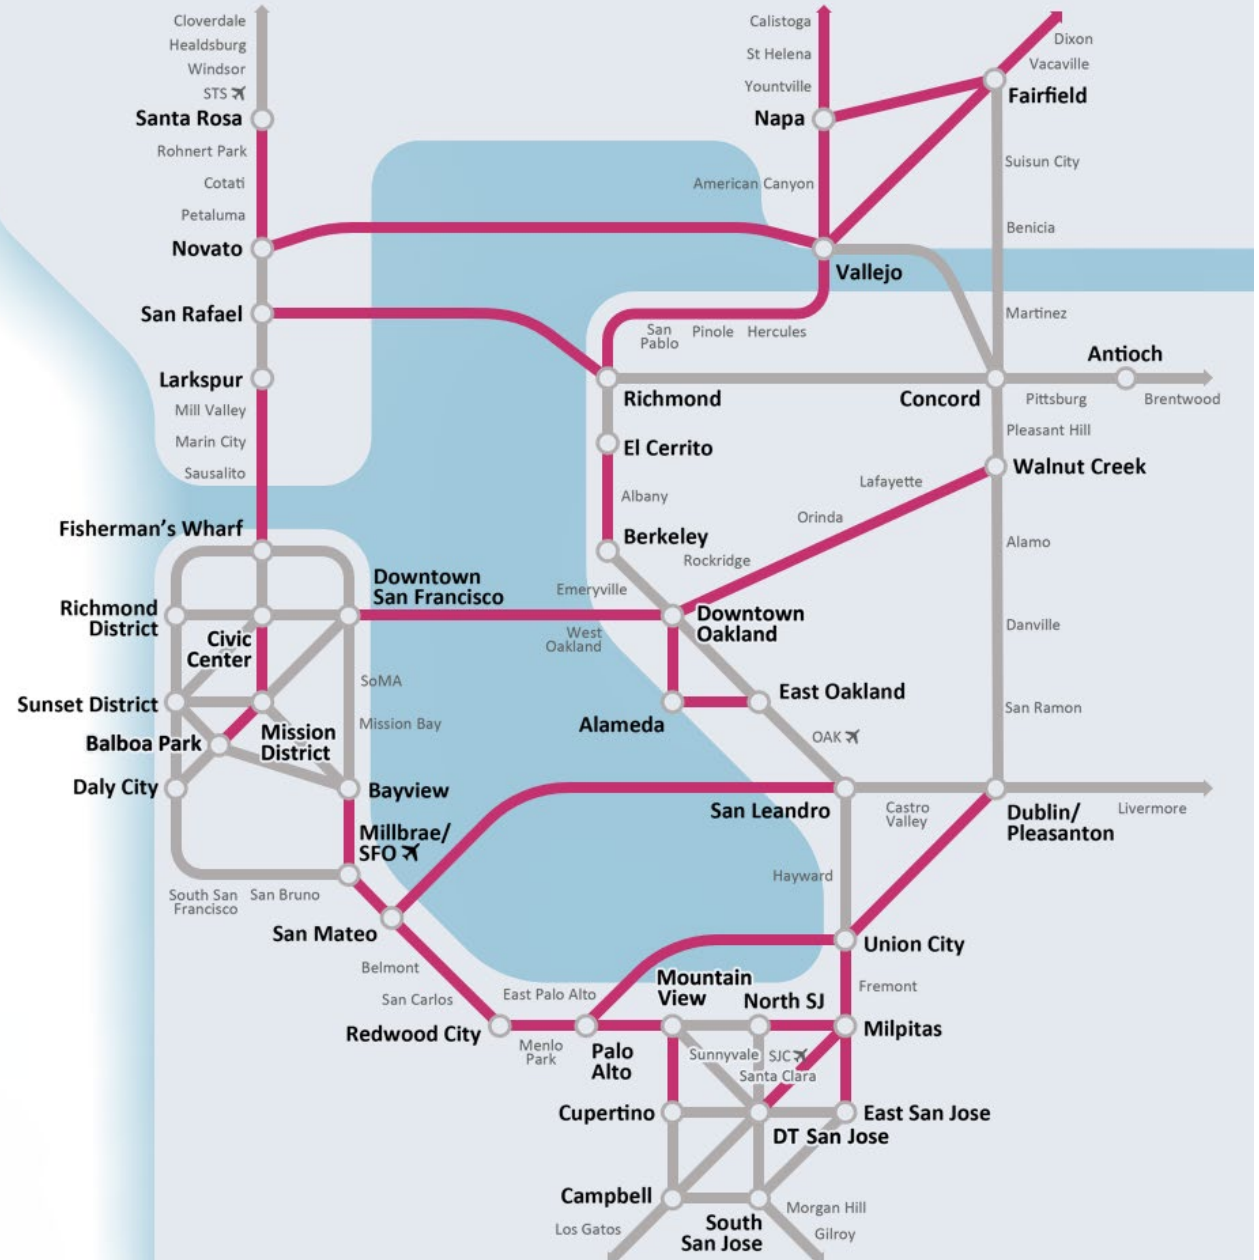 Cloverdale
Healdsburg
Windsor
STS
Santa Rosa
Rohnert Park
Cotati
Petaluma
Novato
San Rafael
Larkspur
Mill Valley
Marin City
Sausalito
Calistoga
St Helena
Yountville
Napa
American Canyon
Vallejo
Dixon
Vacaville
Fairfield
Suisun City
Benicia
Martinez
San
Pablo
Pinole
Hercules
Richmond
Concord
Antioch
Pittsburg
Brentwood
Pleasant Hill
Walnut Creek
El Cerrito
Albany
Berkeley
Lafayette
Orinda
Rockridge
Emeryville
Alamo
Danville
San Ramon
Fisherman's Wharf
Downtown
San Francisco
Richmond
District
Civic
Center
West
Oakland
Downtown
Oakland
Sunset District
SoMA
Mission Bay
Balboa Park
Mission
District
Daly City
Bayview
Alameda
East Oakland
OAK
San Leandro
Castro
Valley
Dublin/
Pleasanton
Livermore
Millbrae/
SFO
South San
Francisco
San Bruno
San Mateo
Hayward
Union City
Belmont
San Carlos
East Palo Alto
Redwood City
Menlo
Park
Palo
Alto
Mountain
View
North SJ
Fremont
Milpitas
Sunnyvale
SJC
Santa Clara
Cupertino
DT San Jose
East San Jose
Campbell
Los Gatos
South
San Jose
Morgan Hill
Gilroy